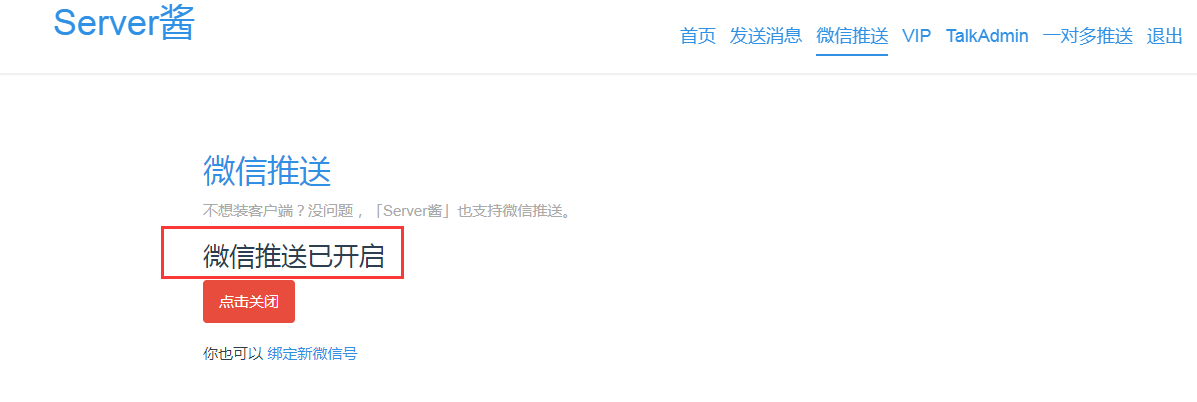 Server酱
首页 发送消息 微信推送 VIP TalkAdmin 一对多推送 退出
微信推送
不想装客户端？没问题，「Server酱」也支持微信推送。
微信推送已开启
点击关闭
你也可以 绑定新微信号